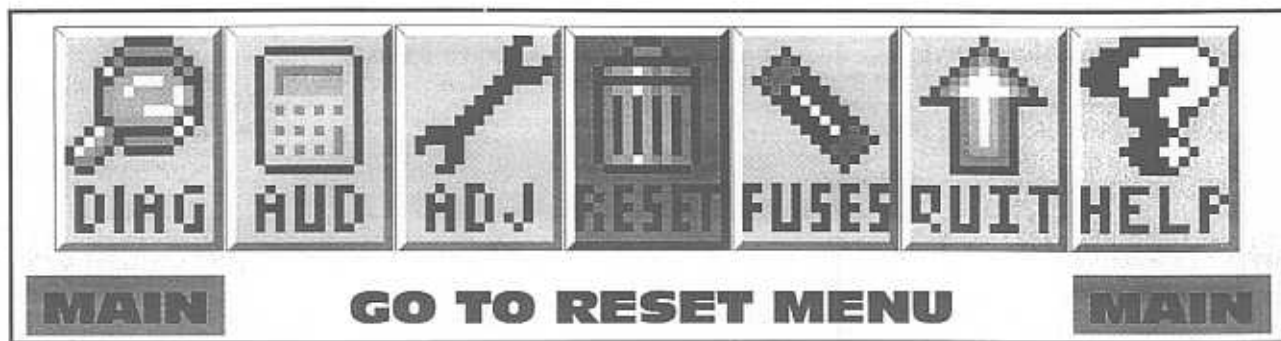 DIAG AUD ADJ RESET FUSES QUIT HELP
MAIN GO TO RESET MENU MAIN